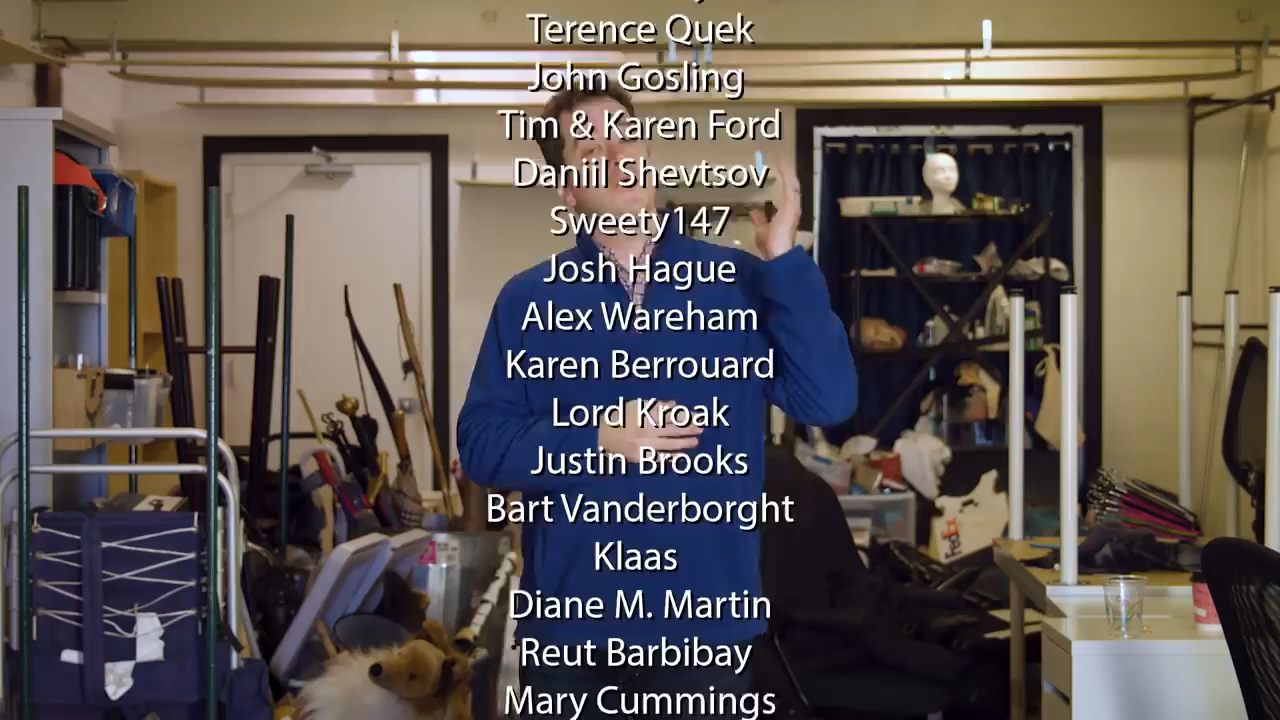 Terence Quek
John Gosling
Tim & Karen Ford
Daniil Shevtsov
Sweety147
Josh Hague
Alex Wareham
Karen Berrouard
Lord Kroak
Justin Brooks
Bart Vanderborght
Klaas
Diane M. Martin
Reut Barbibay
Mary Cummings